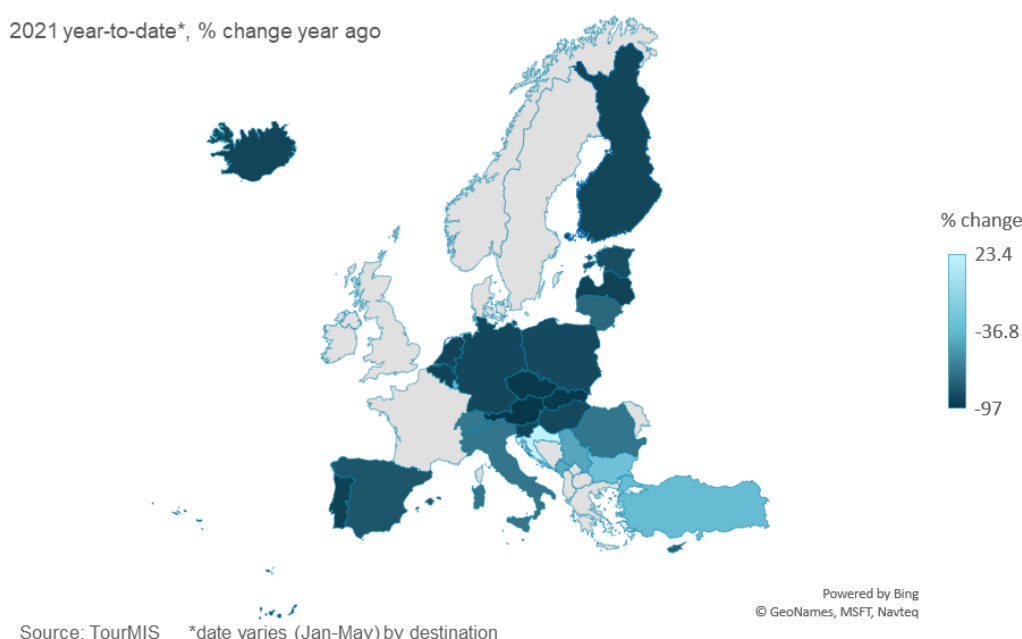 2021 year-to-date*, % change year ago
% change
23.4
-36.8
-97
Powered by Bing
© GeoNames, MSFT, Navteq
Source: TourMIS *date varies (Jan-May) by destination